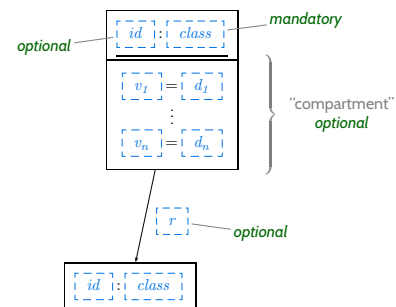 mandatory
optional
id : class
v1 = d1
“compartment”
⋮
optional
vn = dn
r
optional
id : class